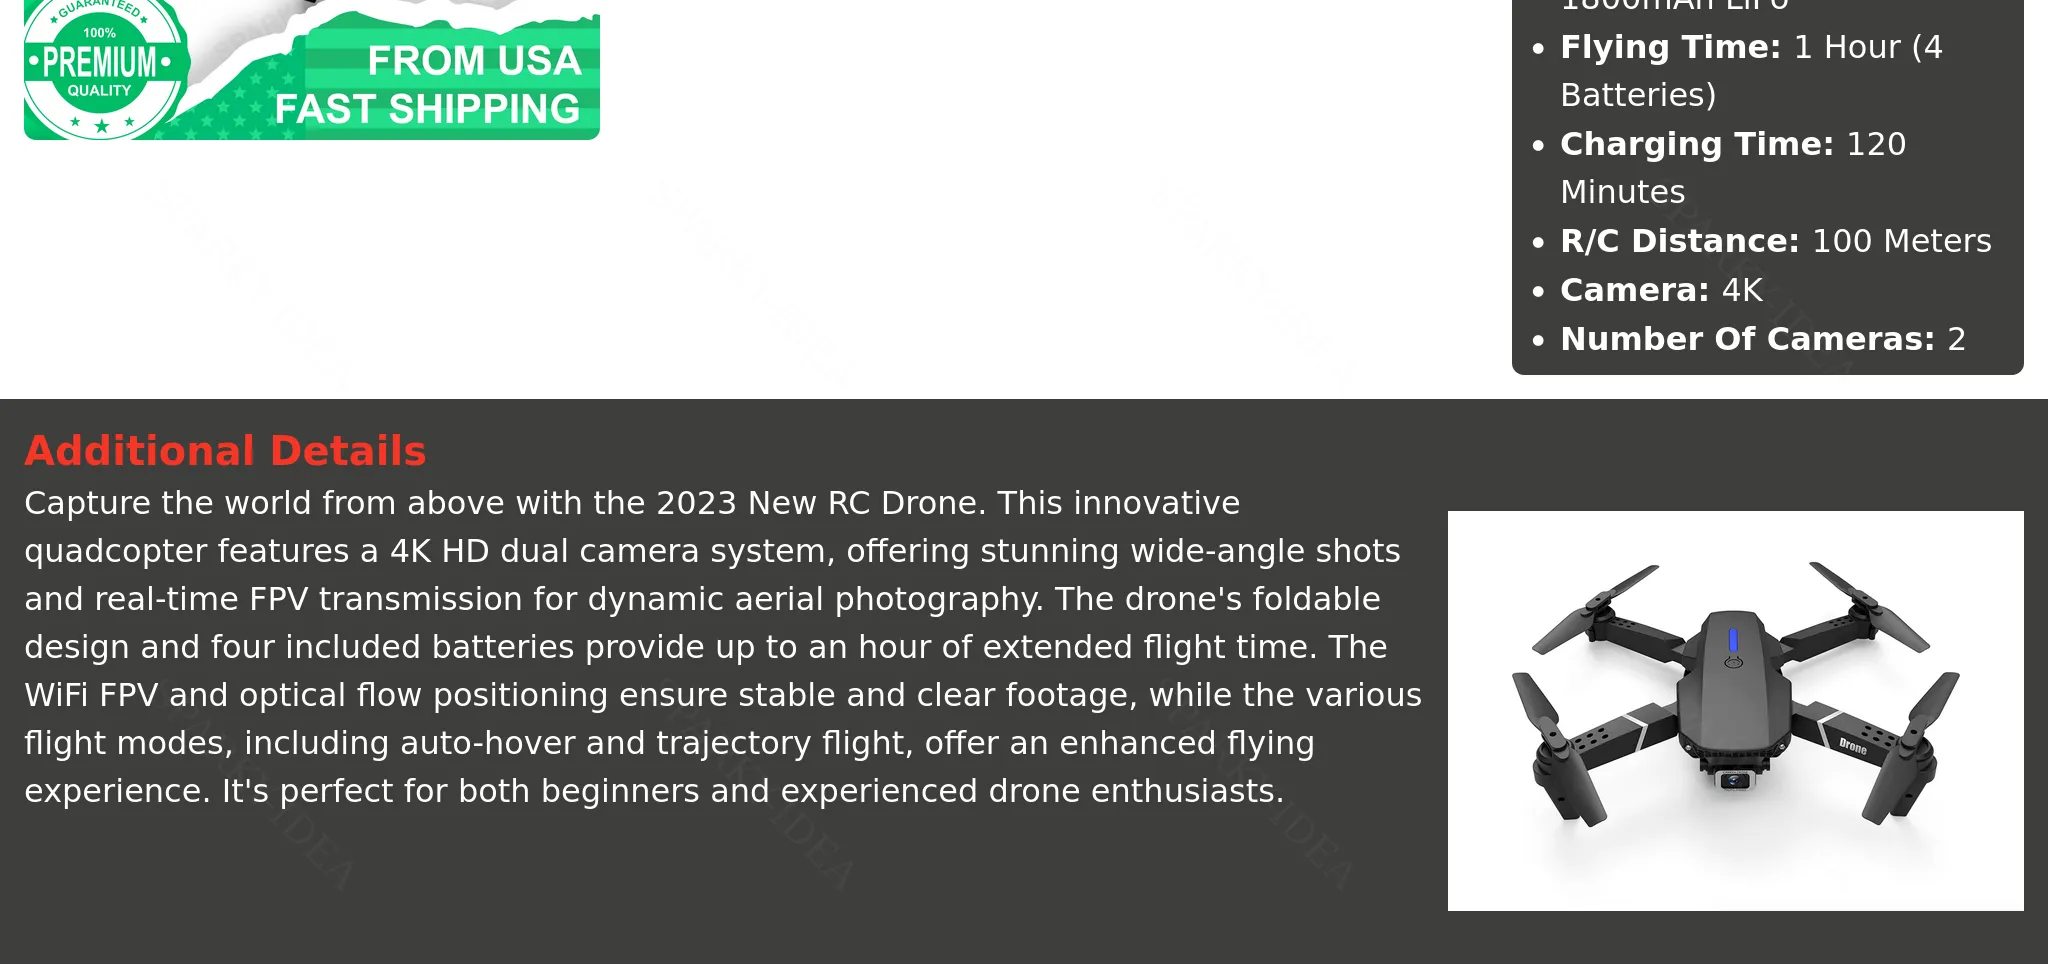 GUARANTEED
100%
PREMIUM
QUALITY
FROM USA
FAST SHIPPING
1800mAh LiPo
Flying Time: 1 Hour (4
Batteries)
Charging Time: 120
Minutes
R/C Distance: 100 Meters
Camera: 4K
Number Of Cameras: 2
Additional Details
Capture the world from above with the 2023 New RC Drone. This innovative
quadcopter features a 4K HD dual camera system, offering stunning wide-angle shots
and real-time FPV transmission for dynamic aerial photography. The drone's foldable
design and four included batteries provide up to an hour of extended flight time. The
WiFi FPV and optical flow positioning ensure stable and clear footage, while the various
flight modes, including auto-hover and trajectory flight, offer an enhanced flying
experience. It's perfect for both beginners and experienced drone enthusiasts.
Drone